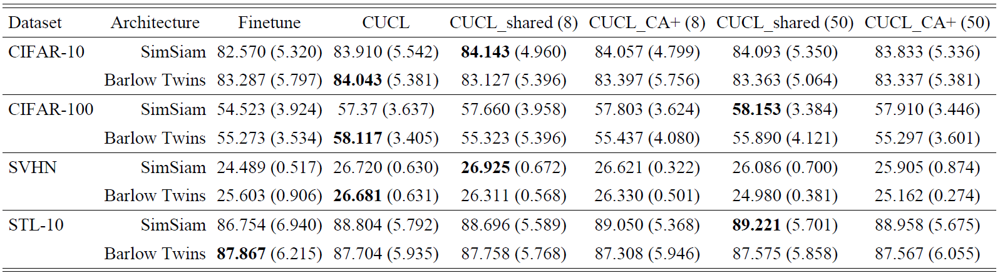 Dataset Architecture Finetune CUCL CUCL_shared (8) CUCL_CA+ (8) CUCL_shared (50) CUCL_CA+ (50)
CIFAR-10 SimSiam 82.570 (5.320) 83.910 (5.542) 84.143 (4.960) 84.057 (4.799) 84.093 (5.350) 83.833 (5.336)
Barlow Twins 83.287 (5.797) 84.043 (5.381) 83.127 (5.396) 83.397 (5.756) 83.363 (5.064) 83.337 (5.381)
CIFAR-100 SimSiam 54.523 (3.924) 57.37 (3.637) 57.660 (3.958) 57.803 (3.624) 58.153 (3.384) 57.910 (3.446)
Barlow Twins 55.273 (3.534) 58.117 (3.405) 55.323 (5.396) 55.437 (4.080) 55.890 (4.121) 55.297 (3.601)
SVHN SimSiam 24.489 (0.517) 26.720 (0.630) 26.925 (0.672) 26.621 (0.322) 26.086 (0.700) 25.905 (0.874)
Barlow Twins 25.603 (0.906) 26.681 (0.631) 26.311 (0.568) 26.330 (0.501) 24.980 (0.381) 25.162 (0.274)
STL-10 SimSiam 86.754 (6.940) 88.804 (5.792) 88.696 (5.589) 89.050 (5.368) 89.221 (5.701) 88.958 (5.675)
Barlow Twins 87.867 (6.215) 87.704 (5.935) 87.758 (5.768) 87.308 (5.946) 87.575 (5.858) 87.567 (6.055)